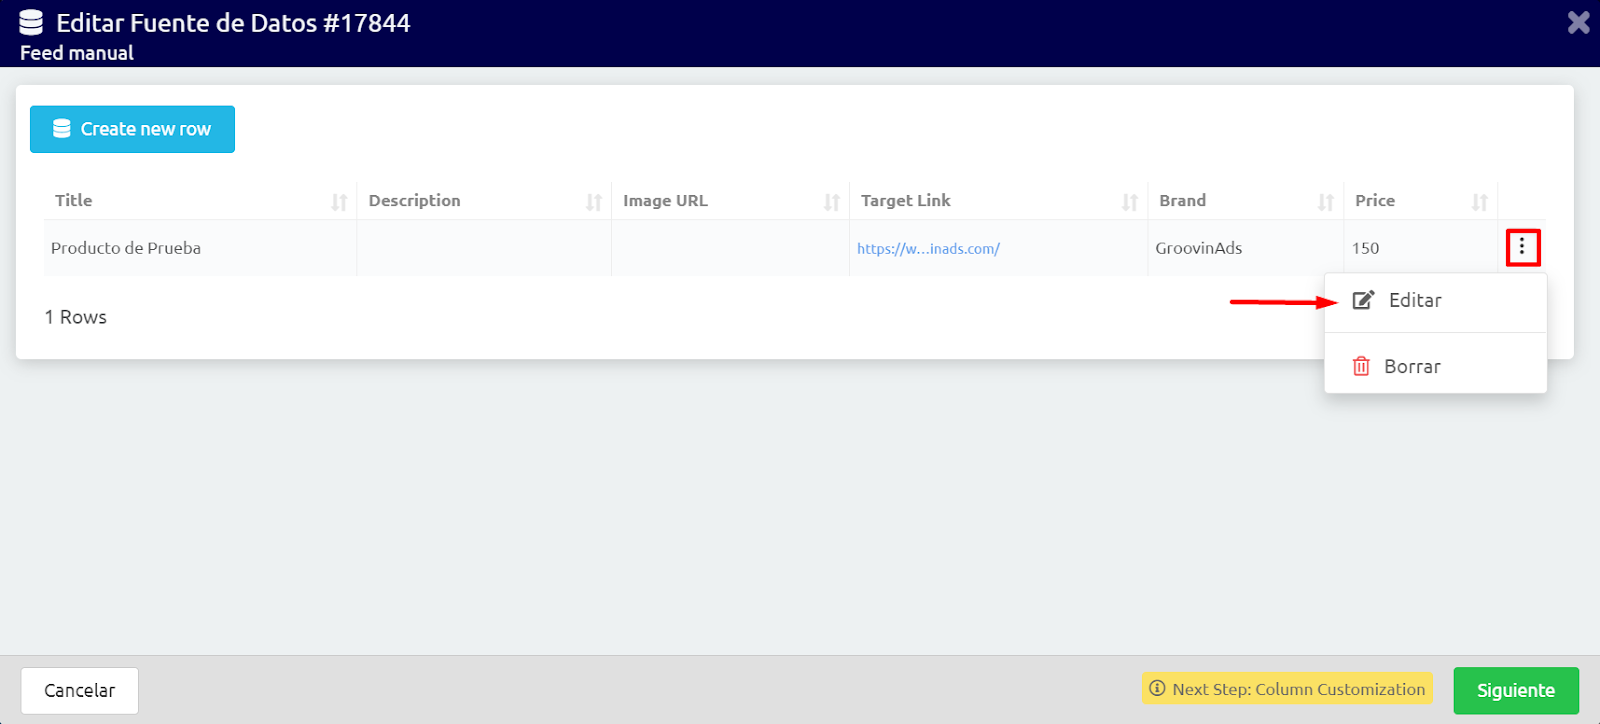 Editar Fuente de Datos #17844
Feed manual
Create new row
Title Description Image URL Target Link Brand Price
Producto de Prueba https://w...inads.com/ GroovinAds 150
Editar
1 Rows
Borrar
Cancelar Next Step: Column Customization Siguiente